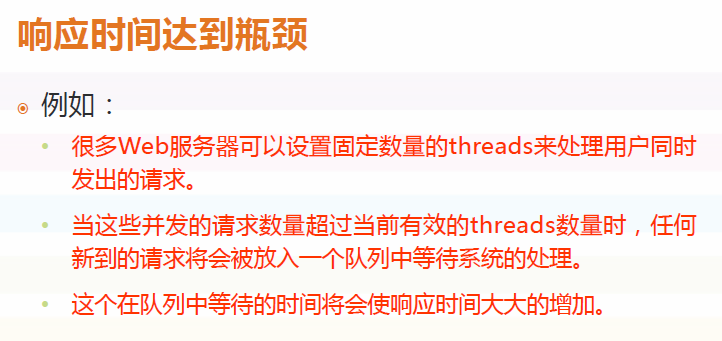 响应时间达到瓶颈
例如：
很多Web服务器可以设置固定数量的threads来处理用户同时
发出的请求。
当这些并发的请求数量超过当前有效的threads数量时，任何
新到的请求将会被放入一个队列中等待系统的处理。
这个在队列中等待的时间将会使响应时间大大的增加。